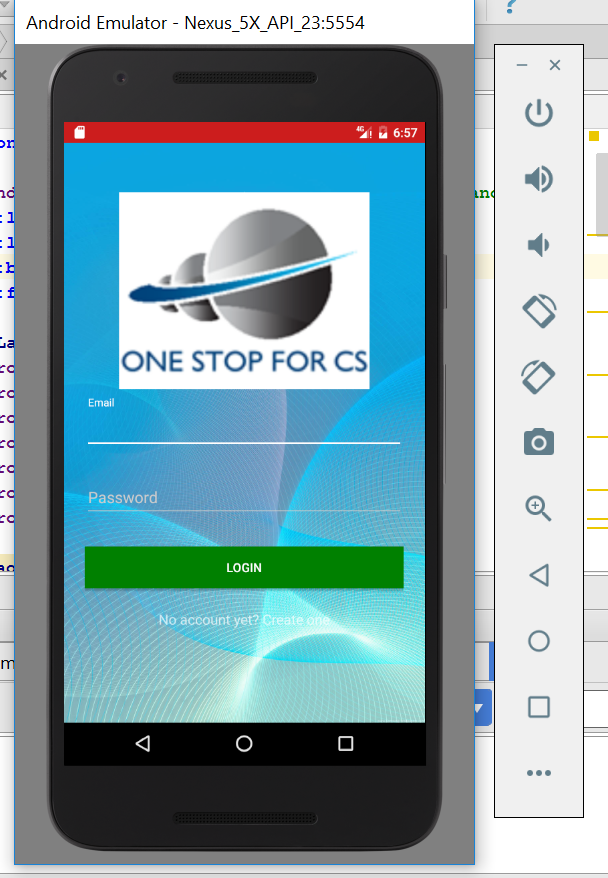 Android Emulator - Nexus_5X_API_23:5554
4G 6:57
ONE STOP FOR CS
Email
Password
LOGIN
No account yet? Create one